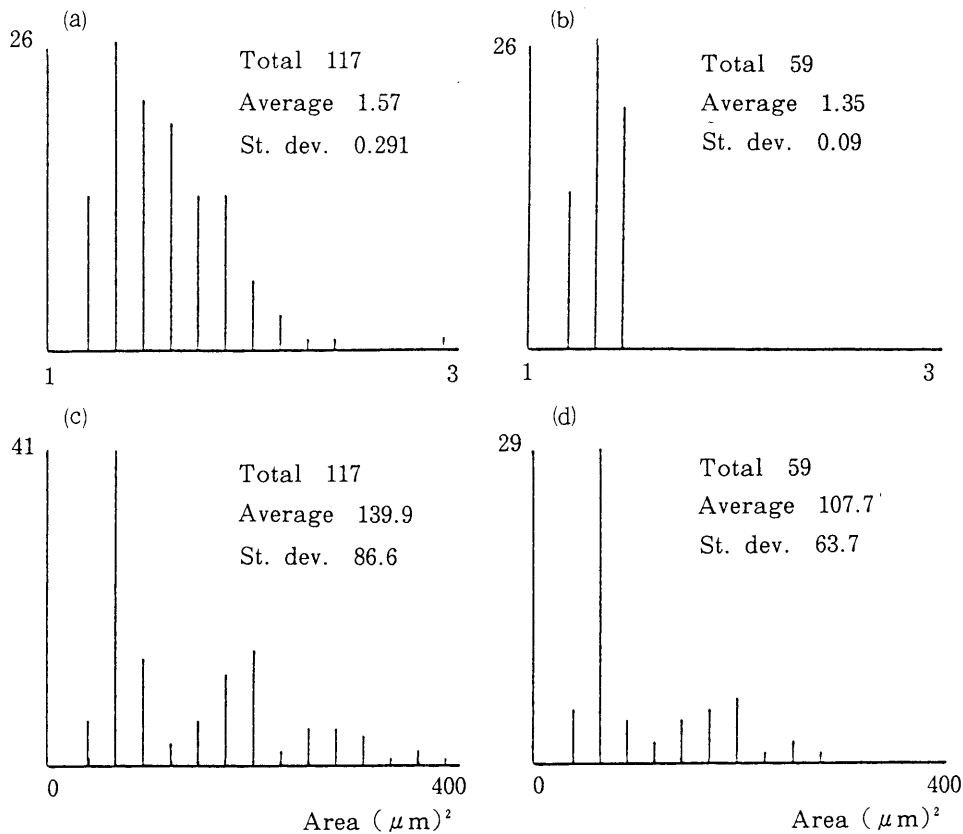 (a)
26
Total 117
Average 1.57
St. dev. 0.291
1 3
(b)
26
Total 59
Average 1.35
St. dev. 0.09
1 3
(c)
41
Total 117
Average 139.9
St. dev. 86.6
0 400
Area (μm)²
(d)
29
Total 59
Average 107.7
St. dev. 63.7
0 400
Area (μm)²